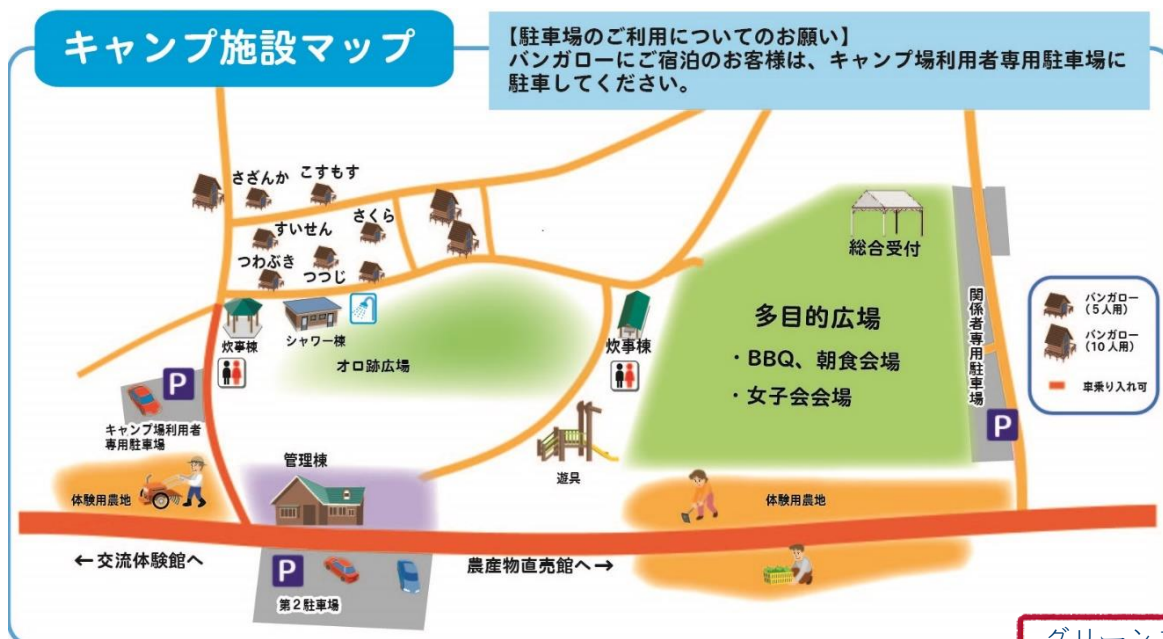 キャンプ施設マップ
【駐車場のご利用についてのお願い】
バンガローにご宿泊のお客様は、キャンプ場利用者専用駐車場に
駐車してください。
さざんか
こすもす
すいせん
さくら
つわぶき
つつじ
炊事棟
シャワー棟
オロ跡広場
炊事棟
総合受付
多目的広場
・BBQ、朝食会場
・女子会会場
関係者専用駐車場
P
バンガロー
(5人用)
バンガロー
(10人用)
車乗り入れ可
P
キャンプ場利用者
専用駐車場
遊具
管理棟
体験用農地
体験用農地
←交流体験館へ
農産物直売館へ→
P
第2駐車場